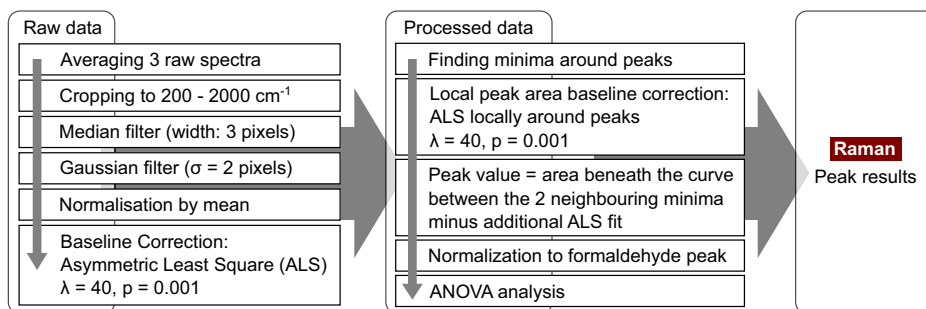 Raw data
Averaging 3 raw spectra
Cropping to 200 - 2000 cm⁻¹
Median filter (width: 3 pixels)
Gaussian filter (σ = 2 pixels)
Normalisation by mean
Baseline Correction:
Asymmetric Least Square (ALS)
λ = 40, p = 0.001
Processed data
Finding minima around peaks
Local peak area baseline correction:
ALS locally around peaks
λ = 40, p = 0.001
Peak value = area beneath the curve
between the 2 neighbouring minima
minus additional ALS fit
Normalization to formaldehyde peak
ANOVA analysis
Raman
Peak results